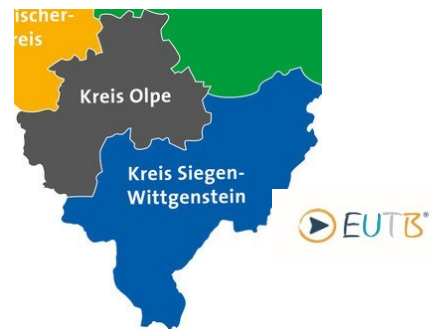 ischer-
reis
Kreis Olpe
Kreis Siegen-
Wittgenstein
EUTB®